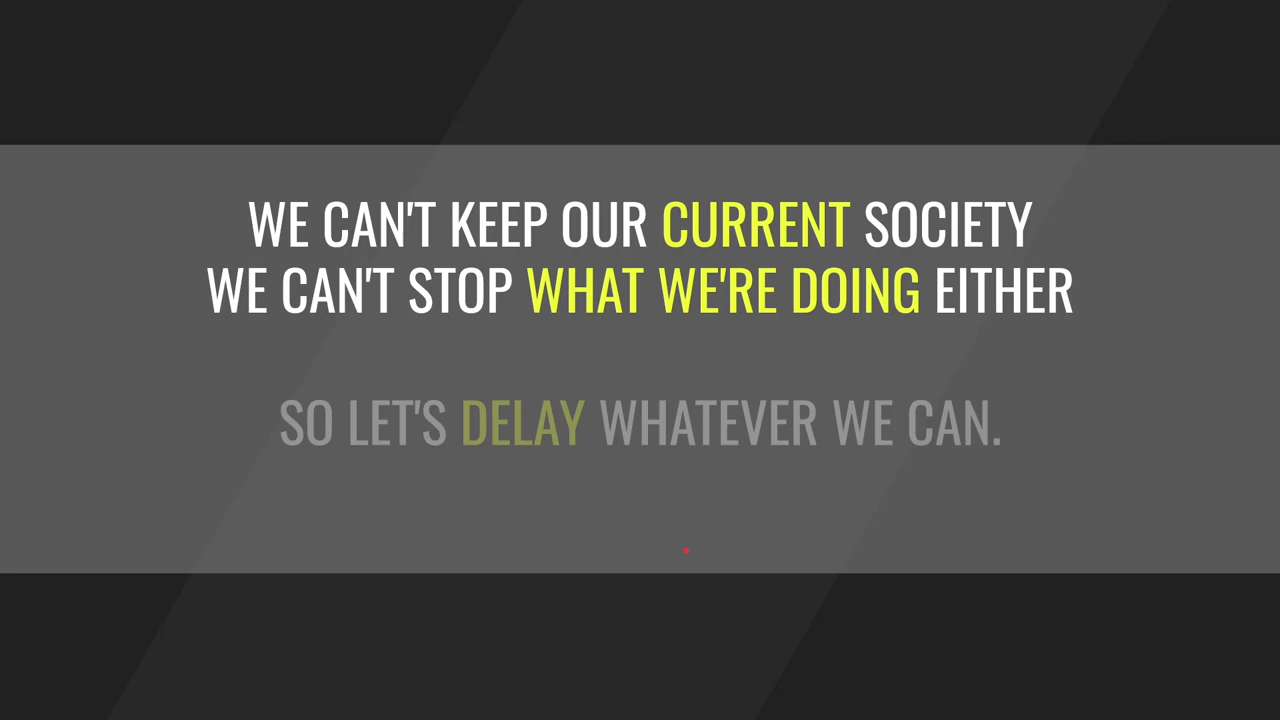 WE CAN'T KEEP OUR CURRENT SOCIETY
WE CAN'T STOP WHAT WE'RE DOING EITHER
SO LET'S DELAY WHATEVER WE CAN.